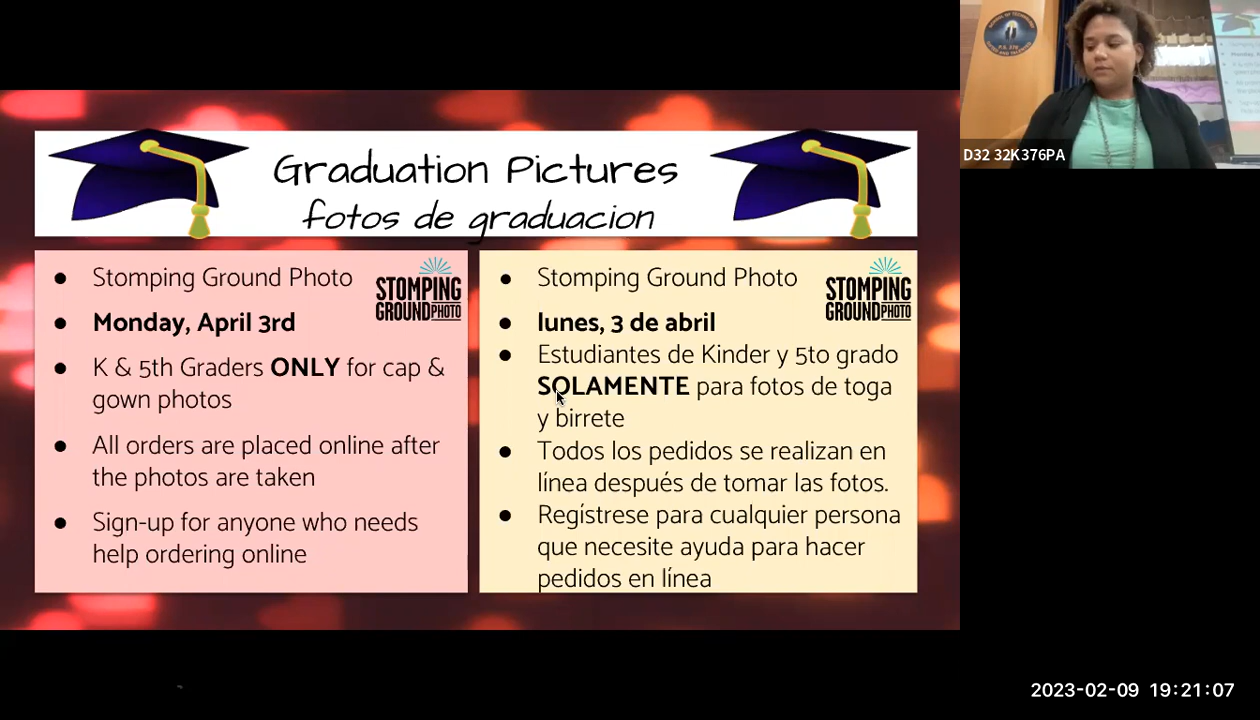 Graduation Pictures
fotos de graduacion
Stomping Ground Photo
Monday, April 3rd
K & 5th Graders ONLY for cap &
gown photos
All orders are placed online after
the photos are taken
Sign-up for anyone who needs
help ordering online
STOMPING
GROUND PHOTO
Stomping Ground Photo
lunes, 3 de abril
Estudiantes de Kinder y 5to grado
SOLAMENTE para fotos de toga
y birrete
Todos los pedidos se realizan en
línea después de tomar las fotos.
Regístrese para cualquier persona
que necesite ayuda para hacer
pedidos en línea
STOMPING
GROUND PHOTO
D32 32K376PA
2023-02-09 19:21:07